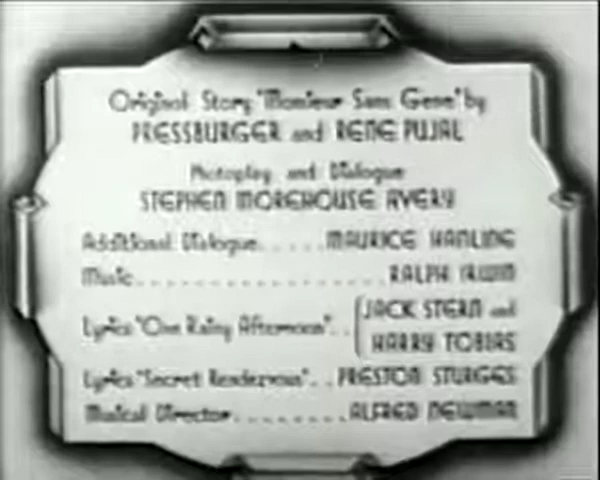 Original Story "Monsieur Sans Gene" by
PRESSBURGER and RENE PUJAL
Photoplay and Dialogue
STEPHEN MOREHOUSE AVERY
Additional Dialogue......MAURICE HANLINE
Music....................RALPH IRWIN
Lyrics "One Rainy Afternoon"..JACK STERN and
HARRY TOBIAS
Lyrics "Secret Rendezvous"..PRESTON STURGES
Musical Director.........ALFRED NEWMAN